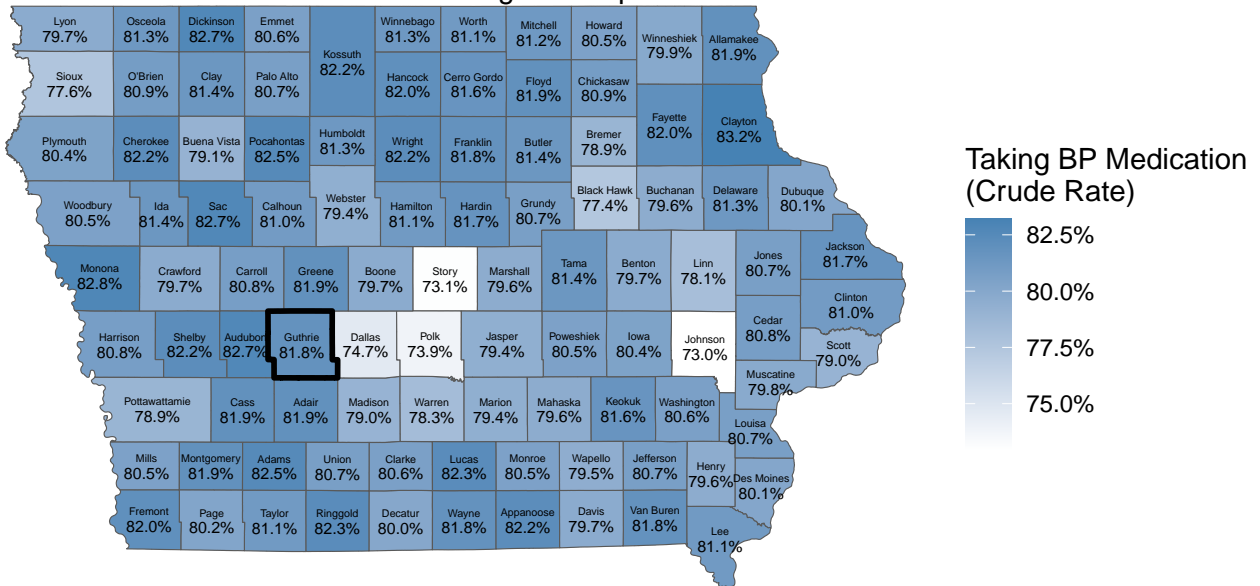 Lyon
79.7%
Osceola
81.3%
Dickinson
82.7%
Emmet
80.6%
Kossuth
82.2%
Winnebago
81.3%
Worth
81.1%
Mitchell
81.2%
Howard
80.5%
Winneshiek
79.9%
Allamakee
81.9%
Sioux
77.6%
O'Brien
80.9%
Clay
81.4%
Palo Alto
80.7%
Hancock
82.0%
Cerro Gordo
81.6%
Floyd
81.9%
Chickasaw
80.9%
Fayette
82.0%
Clayton
83.2%
Plymouth
80.4%
Cherokee
82.2%
Buena Vista
79.1%
Pocahontas
82.5%
Humboldt
81.3%
Wright
82.2%
Franklin
81.8%
Butler
81.4%
Bremer
78.9%
Woodbury
80.5%
Ida
81.4%
Sac
82.7%
Calhoun
81.0%
Webster
79.4%
Hamilton
81.1%
Hardin
81.7%
Grundy
80.7%
Black Hawk
77.4%
Buchanan
79.6%
Delaware
81.3%
Dubuque
80.1%
Monona
82.8%
Crawford
79.7%
Carroll
80.8%
Greene
81.9%
Boone
79.7%
Story
73.1%
Marshall
79.6%
Tama
81.4%
Benton
79.7%
Linn
78.1%
Jones
80.7%
Jackson
81.7%
Clinton
81.0%
Harrison
80.8%
Shelby
82.2%
Audubon
82.7%
Guthrie
81.8%
Dallas
74.7%
Polk
73.9%
Jasper
79.4%
Poweshiek
80.5%
Iowa
80.4%
Johnson
73.0%
Cedar
80.8%
Scott
79.0%
Muscatine
79.8%
Pottawattamie
78.9%
Cass
81.9%
Adair
81.9%
Madison
79.0%
Warren
78.3%
Marion
79.4%
Mahaska
79.6%
Keokuk
81.6%
Washington
80.6%
Louisa
80.7%
Mills
80.5%
Montgomery
81.9%
Adams
82.5%
Union
80.7%
Clarke
80.6%
Lucas
82.3%
Monroe
80.5%
Wapello
79.5%
Jefferson
80.7%
Henry
79.6%
Des Moines
80.1%
Fremont
82.0%
Page
80.2%
Taylor
81.1%
Ringgold
82.3%
Decatur
80.0%
Wayne
81.8%
Appanoose
82.2%
Davis
79.7%
Van Buren
81.8%
Lee
81.1%
Taking BP Medication
(Crude Rate)
82.5%
80.0%
77.5%
75.0%